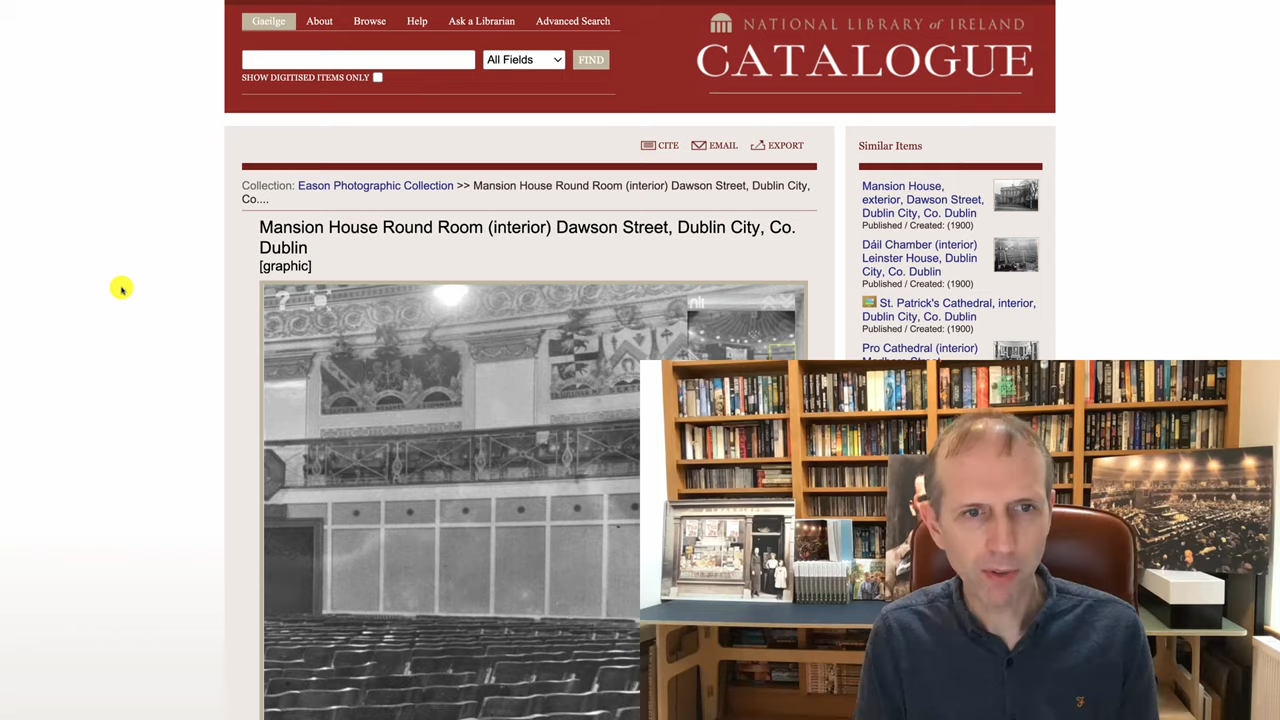 Gaeilge About Browse Help Ask a Librarian Advanced Search
NATIONAL LIBRARY of IRELAND
CATALOGUE
All Fields FIND
SHOW DIGITISED ITEMS ONLY
CITE EMAIL EXPORT
Collection: Eason Photographic Collection >> Mansion House Round Room (interior) Dawson Street, Dublin City,
Co....
Mansion House Round Room (interior) Dawson Street, Dublin City, Co.
Dublin
[graphic]
nli
Similar Items
Mansion House,
exterior, Dawson Street,
Dublin City, Co. Dublin
Published / Created: (1900)
Dáil Chamber (interior)
Leinster House, Dublin
City, Co. Dublin
Published / Created: (1900)
St. Patrick's Cathedral, interior,
Dublin City, Co. Dublin
Published / Created: (1900)
Pro Cathedral (interior)